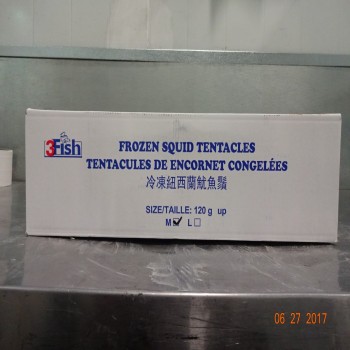 3Fish
FROZEN SQUID TENTACLES
TENTACULES DE ENCORNET CONGELÉES
冷凍紐西蘭魷魚鬚
SIZE/TAILLE: 120 g up
M ☑ L ☐
06 27 2017